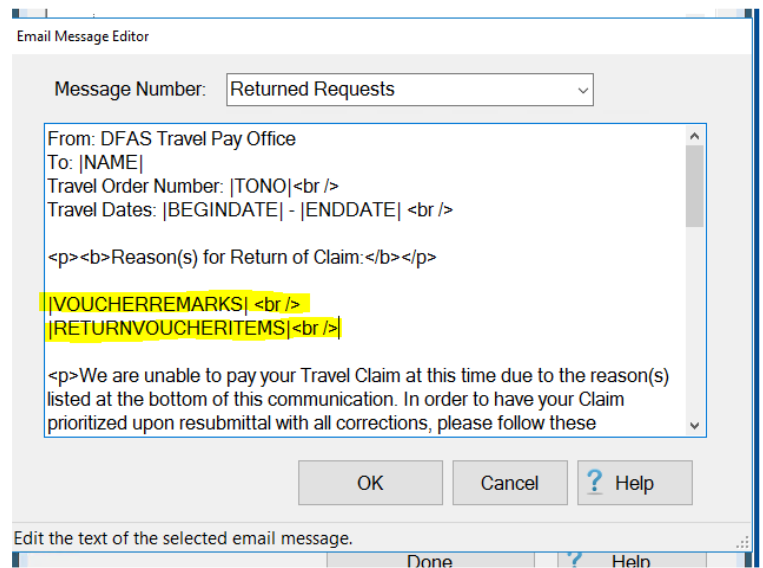 Email Message Editor
Message Number: Returned Requests
From: DFAS Travel Pay Office
To: |NAME|
Travel Order Number: |TONO|<br />
Travel Dates: |BEGINDATE| - |ENDDATE| <br />
<p><b>Reason(s) for Return of Claim:</b></p>
|VOUCHERREMARKS| <br />
|RETURNVOUCHERITEMS|<br />
<p>We are unable to pay your Travel Claim at this time due to the reason(s)
listed at the bottom of this communication. In order to have your Claim
prioritized upon resubmittal with all corrections, please follow these
OK Cancel ? Help
Edit the text of the selected email message.
Done ? Help